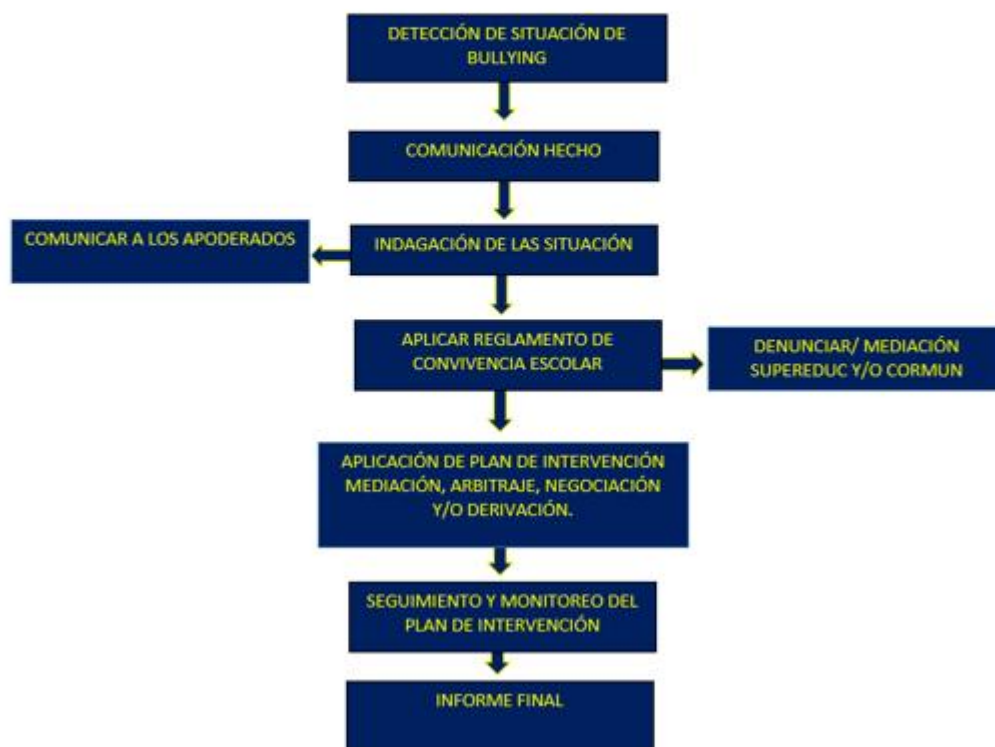 DETECCIÓN DE SITUACIÓN DE
BULLYING
COMUNICACIÓN HECHO
COMUNICAR A LOS APODERADOS
INDAGACIÓN DE LAS SITUACIÓN
APLICAR REGLAMENTO DE
CONVIVENCIA ESCOLAR
DENUNCIAR/ MEDIACIÓN
SUPEREDUC Y/O CORMUN
APLICACIÓN DE PLAN DE INTERVENCIÓN
MEDIACIÓN, ARBITRAJE, NEGOCIACIÓN
Y/O DERIVACIÓN.
SEGUIMIENTO Y MONITOREO DEL
PLAN DE INTERVENCIÓN
INFORME FINAL